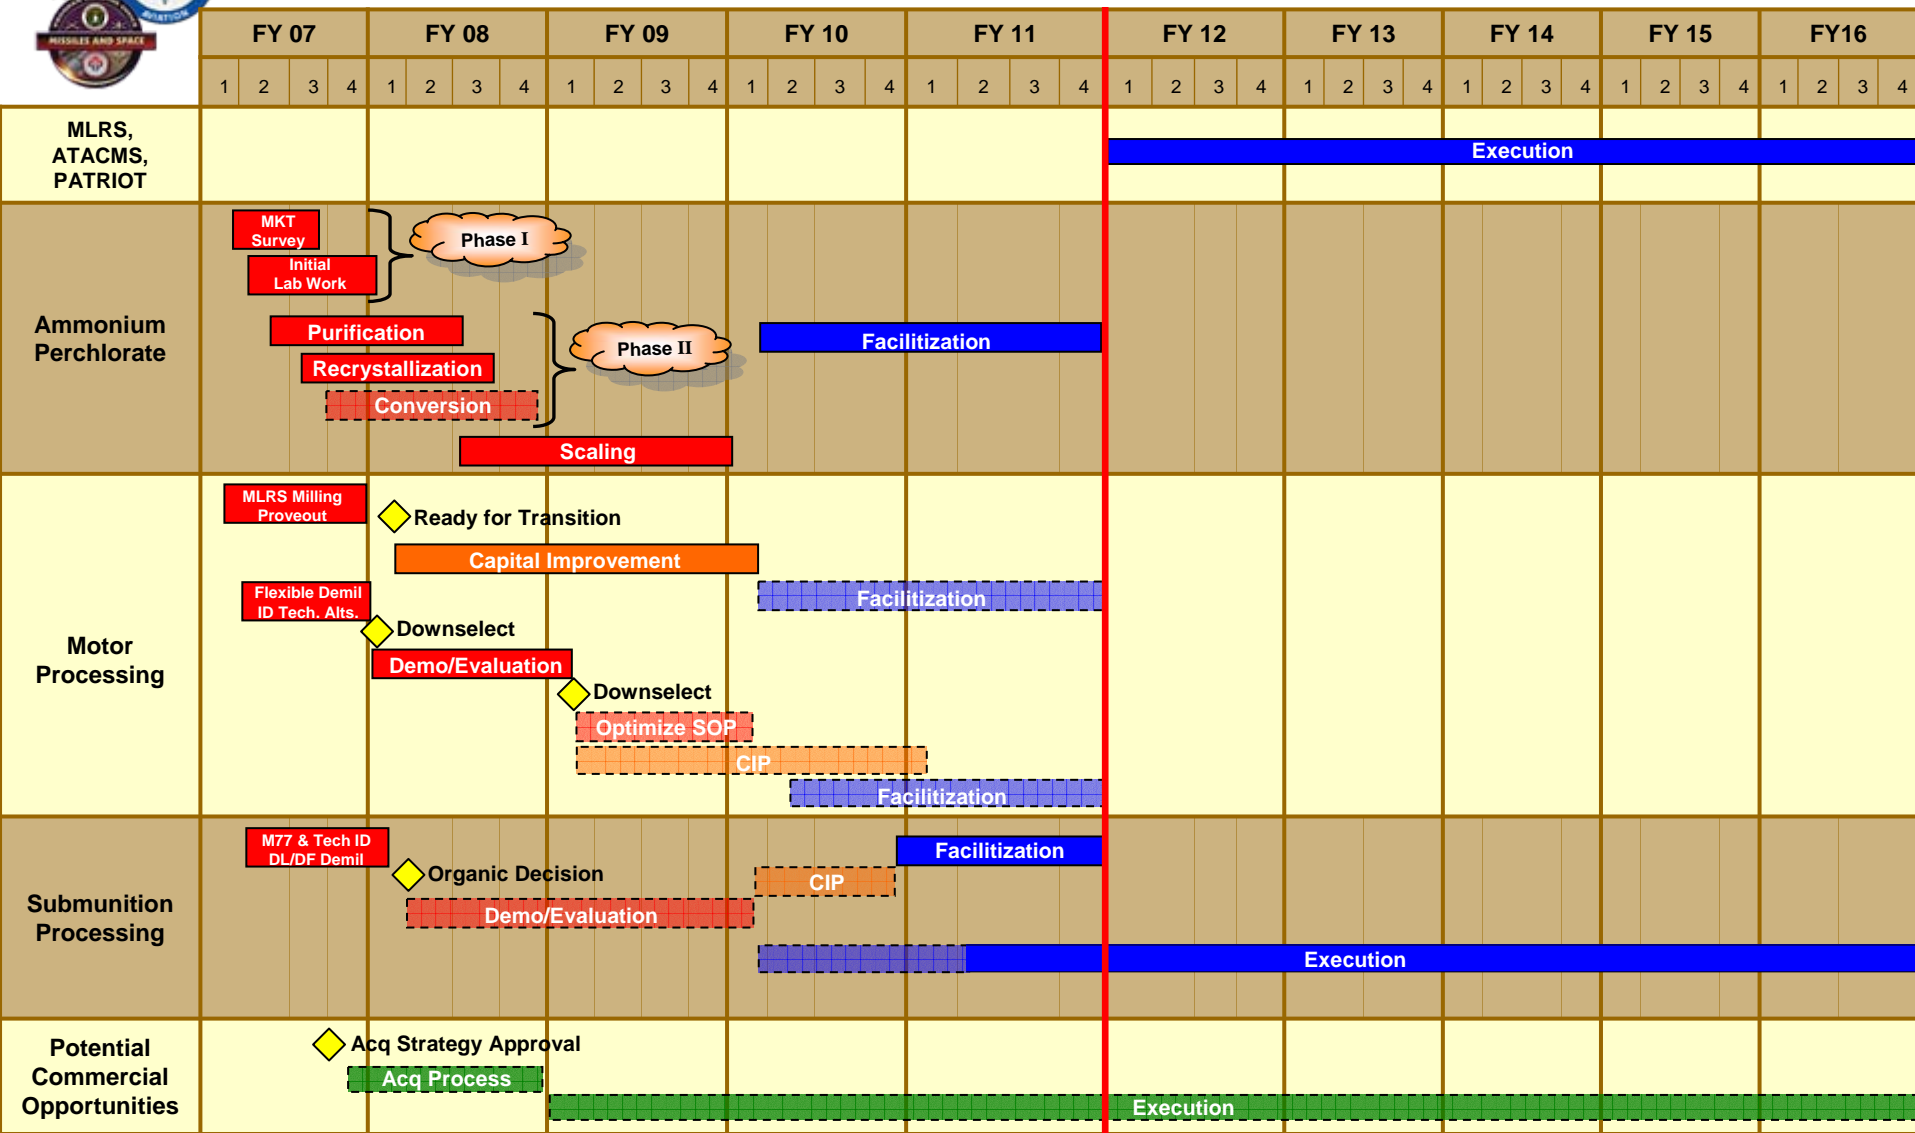 AVIATION
MISSILES AND SPACE
FY 07 FY 08 FY 09 FY 10 FY 11 FY 12 FY 13 FY 14 FY 15 FY16
1 2 3 4 1 2 3 4 1 2 3 4 1 2 3 4 1 2 3 4 1 2 3 4 1 2 3 4 1 2 3 4 1 2 3 4 1 2 3 4
MLRS,
ATACMS,
PATRIOT
Execution
Ammonium
Perchlorate
MKT
Survey
Initial
Lab Work
Phase I
Purification
Recrystallization
Conversion
Phase II
Scaling
Facilitization
Motor
Processing
MLRS Milling
Proveout
Ready for Transition
Capital Improvement
Facilitization
Flexible Demil
ID Tech. Alts.
Downselect
Demo/Evaluation
Downselect
Optimize SOP
CIP
Facilitization
Submunition
Processing
M77 & Tech ID
DL/DF Demil
Organic Decision
Demo/Evaluation
CIP
Facilitization
Execution
Potential
Commercial
Opportunities
Acq Strategy Approval
Acq Process
Execution